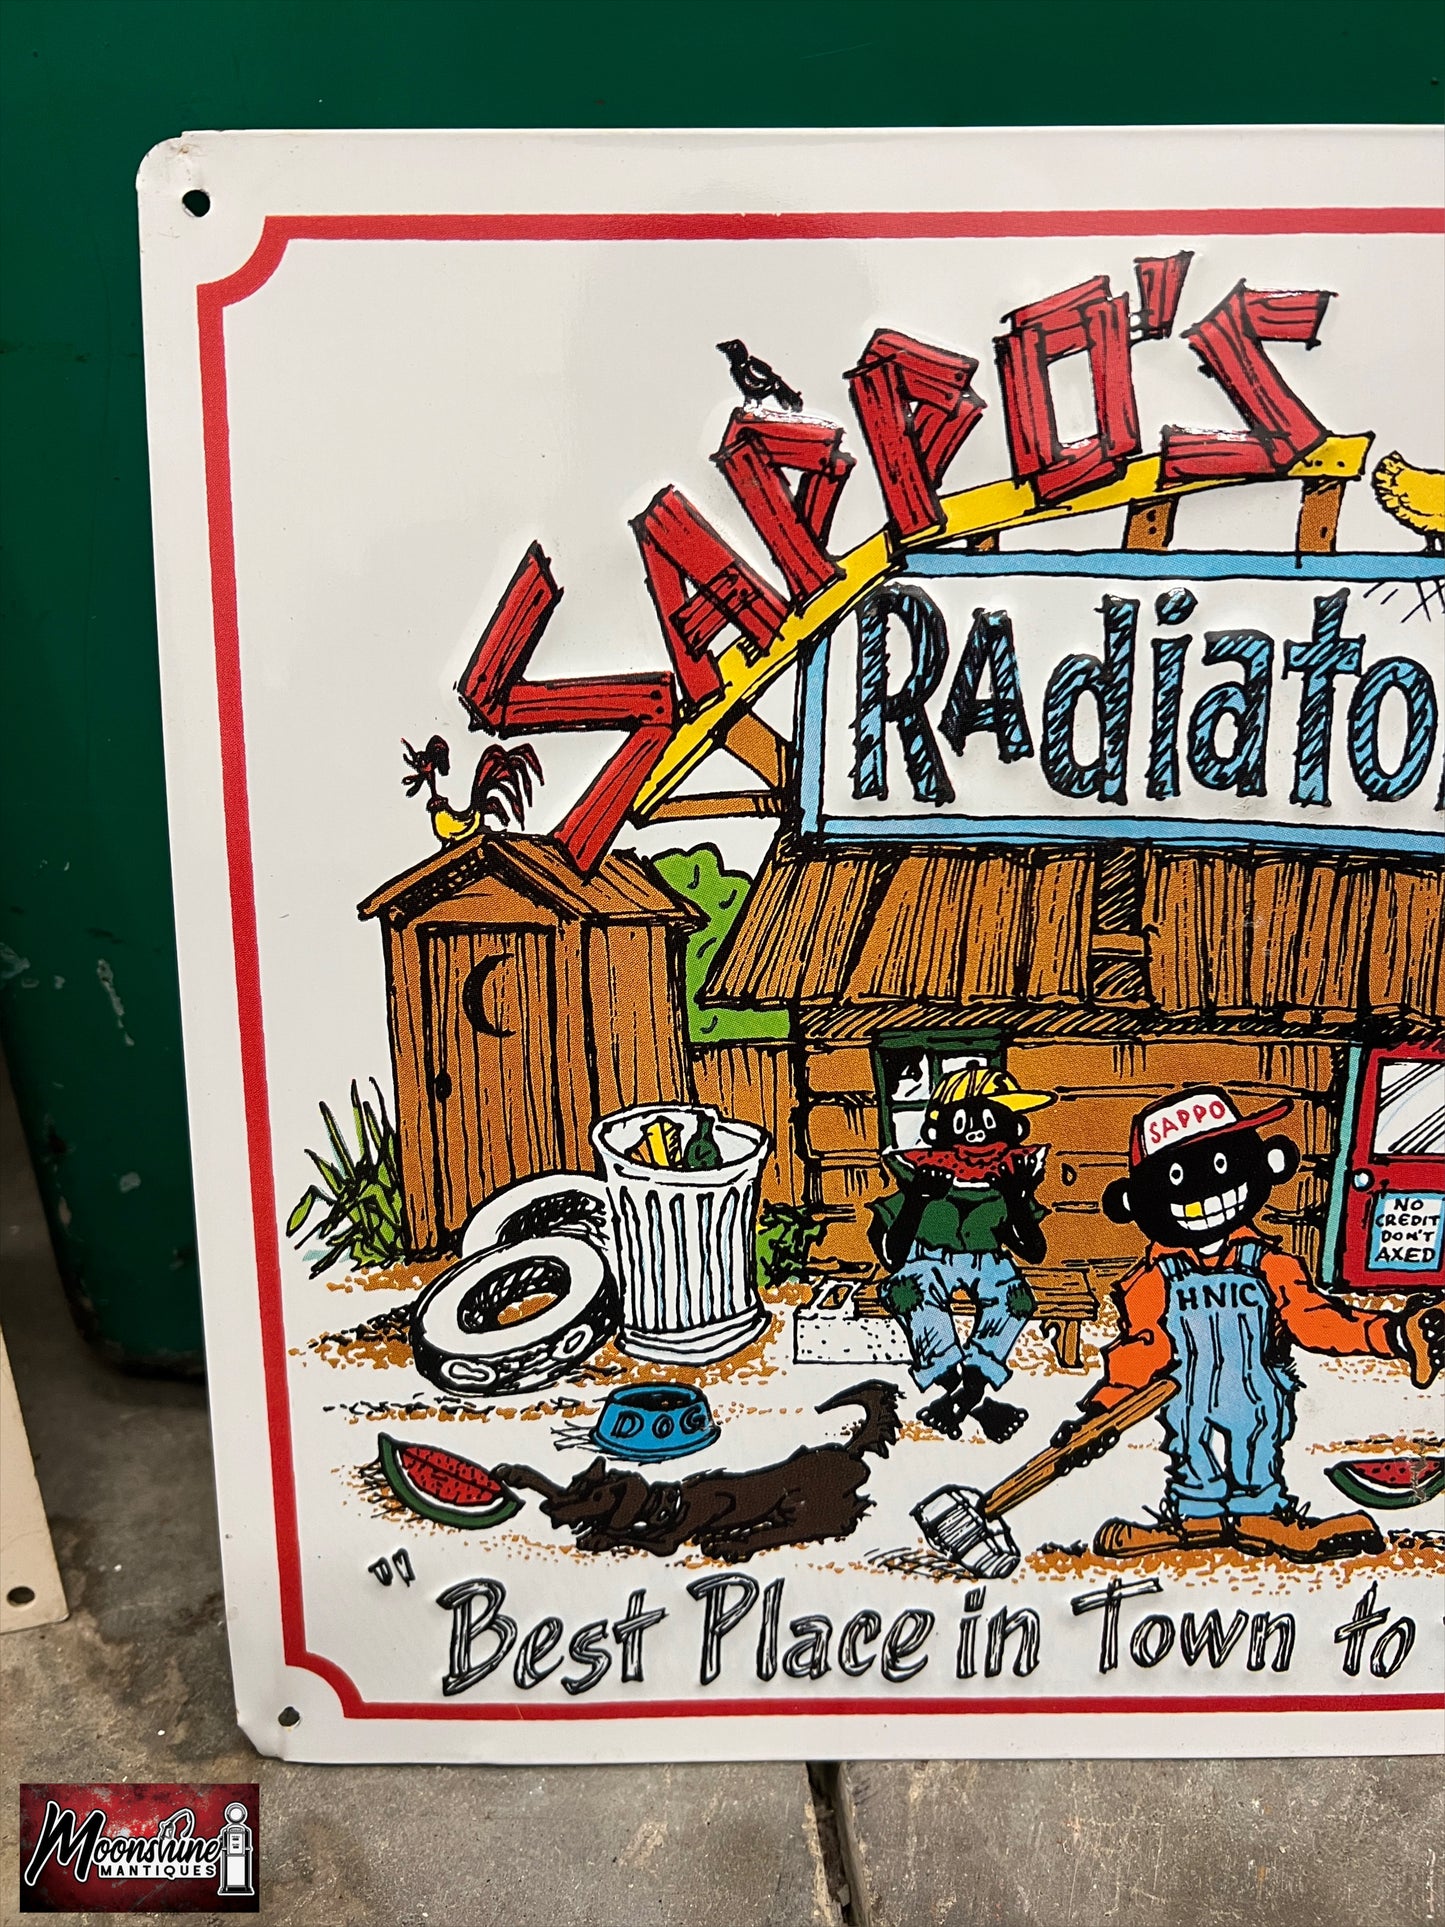 SAPPO'S
RAdiato
SAPPO
NO
CREDIT
DON'T
AXED
HNIC
DOG
"Best Place in Town to
Moonshine
MANTIQUES